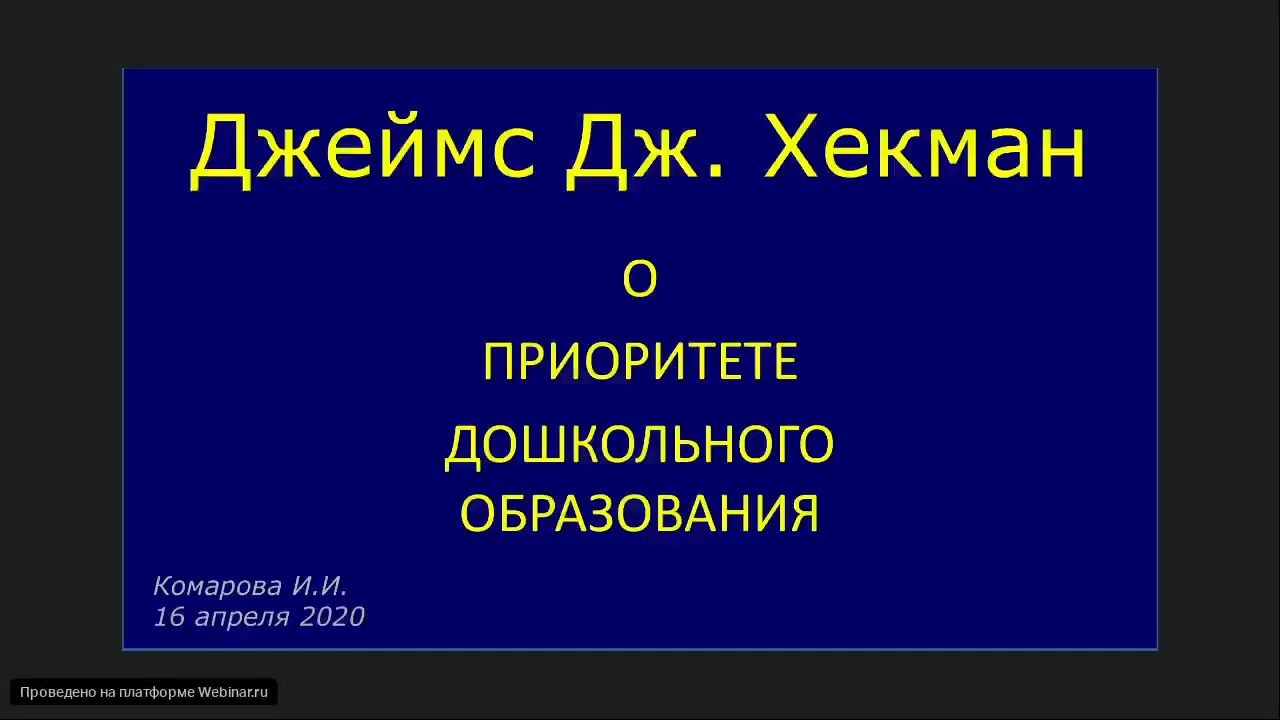 Джеймс Дж. Хекман
О
ПРИОРИТЕТЕ
ДОШКОЛЬНОГО
ОБРАЗОВАНИЯ
Комарова И.И.
16 апреля 2020
Проведено на платформе Webinar.ru